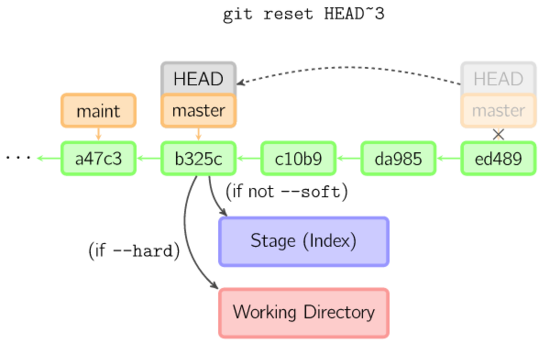 git reset HEAD~3
HEAD HEAD
maint master master
... a47c3 b325c c10b9 da985 ed489
(if not --soft)
Stage (Index)
(if --hard)
Working Directory